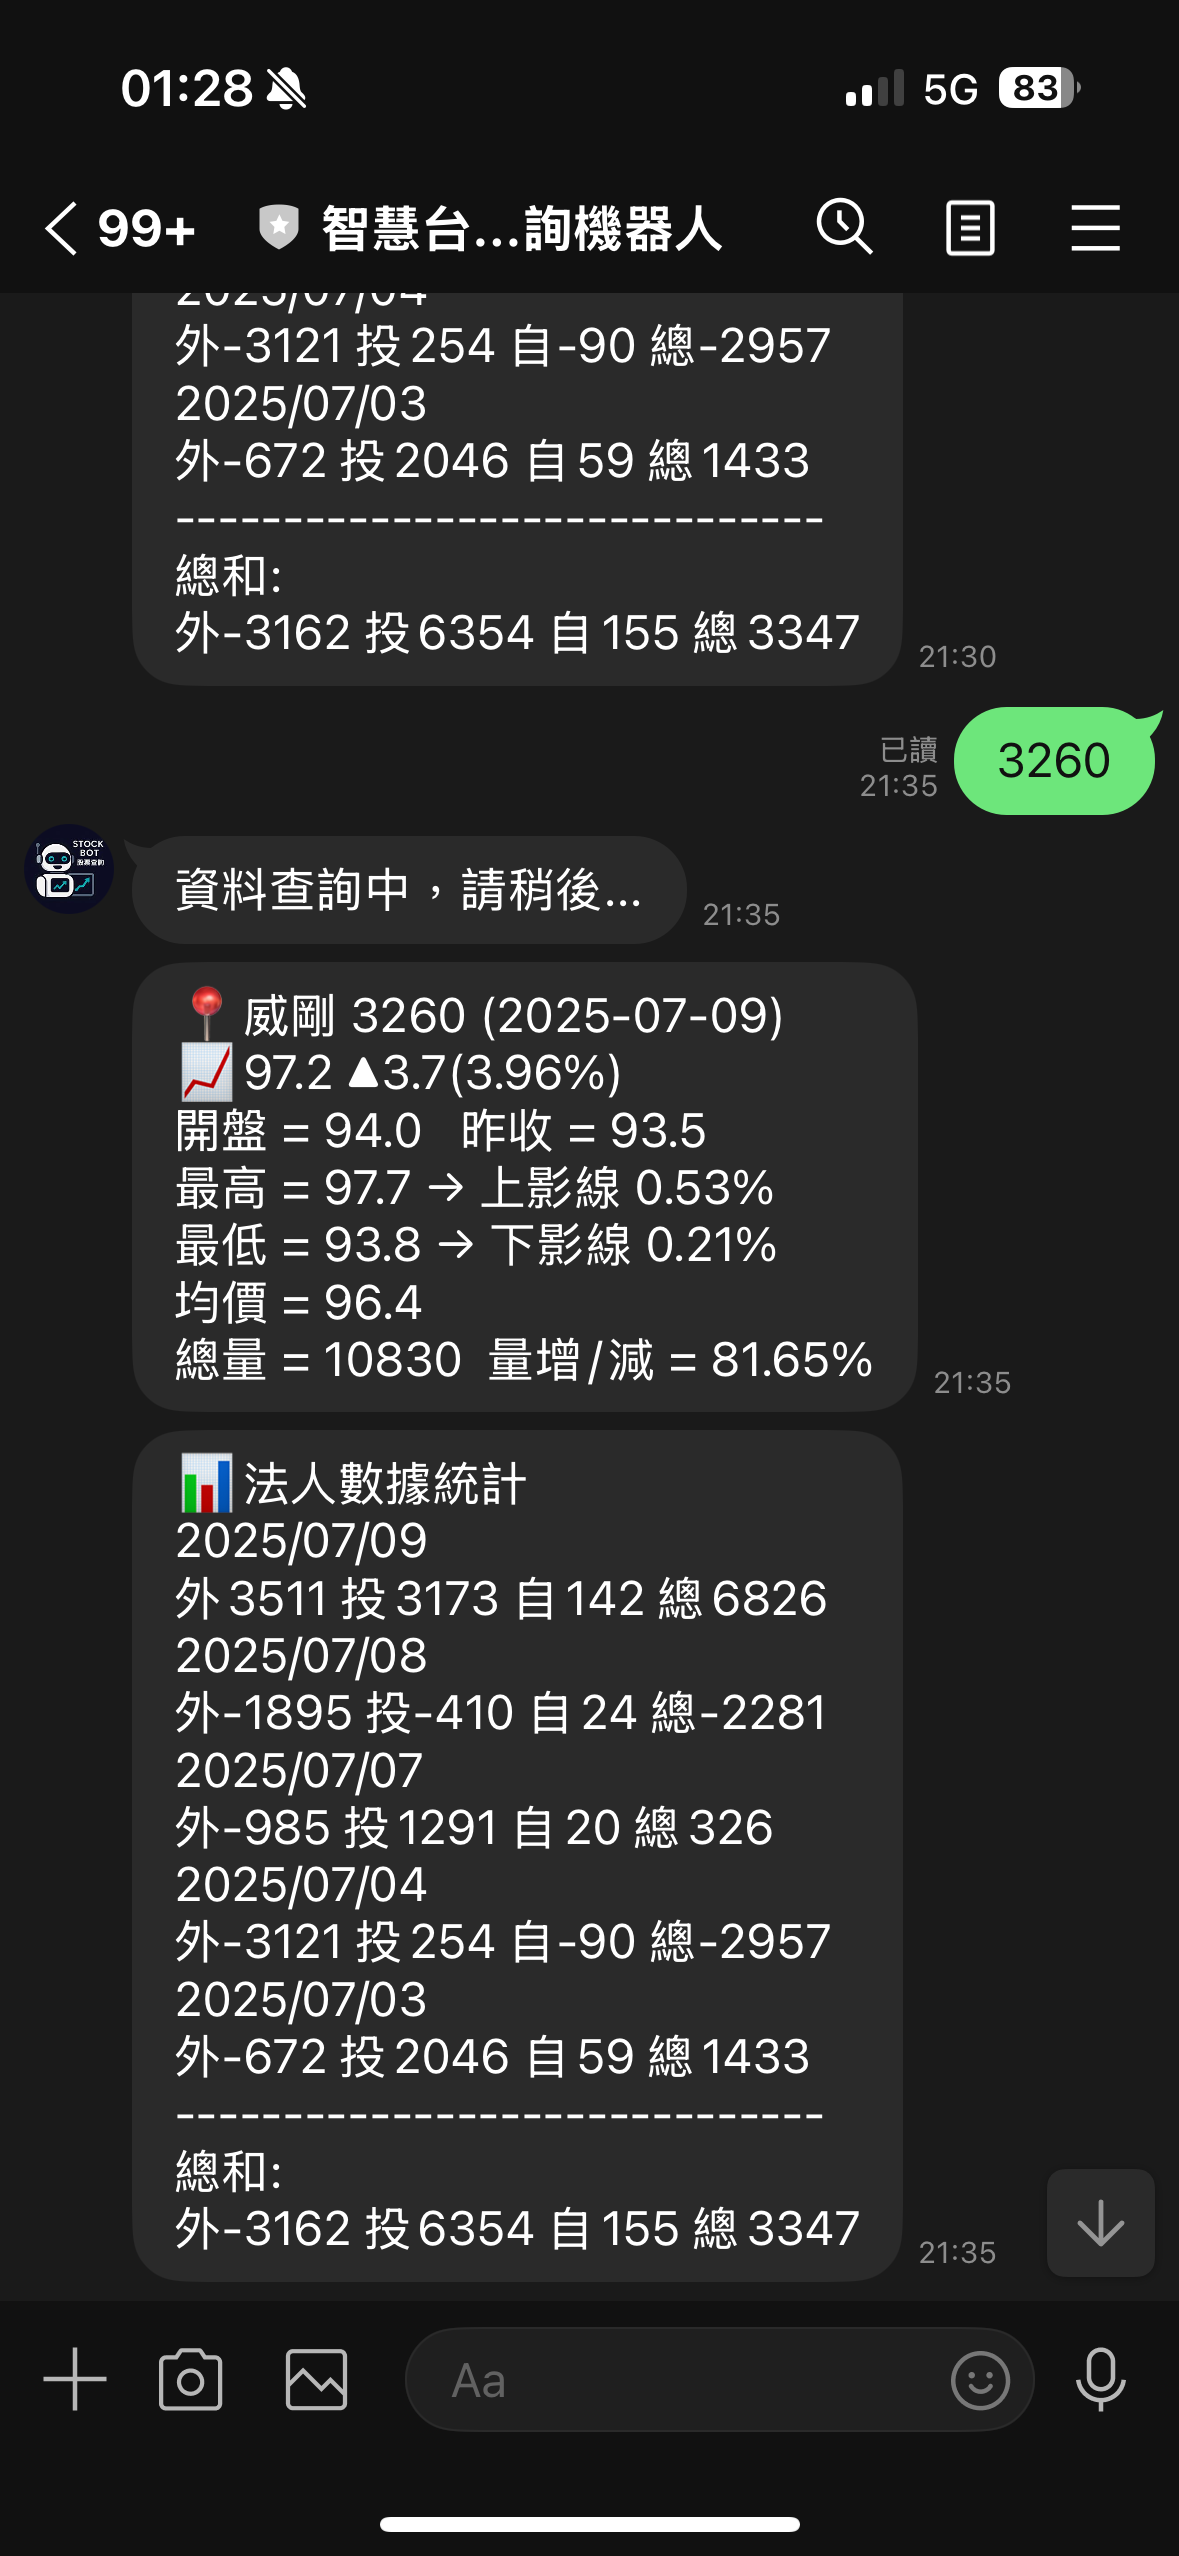 01:28
5G
83
99+
智慧台...詢機器人
2025/07/04
外-3121 投 254 自-90 總-2957
2025/07/03
外-672 投 2046 自 59 總 1433
------------------------------
總和:
外-3162 投 6354 自 155 總 3347
21:30
已讀
21:35
3260
STOCK
BOT
股票查詢
資料查詢中，請稍後...
21:35
威剛 3260 (2025-07-09)
97.2 ▲3.7(3.96%)
開盤 = 94.0 昨收 = 93.5
最高 = 97.7 → 上影線 0.53%
最低 = 93.8 → 下影線 0.21%
均價 = 96.4
總量 = 10830 量增/減 = 81.65%
21:35
法人數據統計
2025/07/09
外 3511 投 3173 自 142 總 6826
2025/07/08
外-1895 投-410 自 24 總-2281
2025/07/07
外-985 投 1291 自 20 總 326
2025/07/04
外-3121 投 254 自-90 總-2957
2025/07/03
外-672 投 2046 自 59 總 1433
------------------------------
總和:
外-3162 投 6354 自 155 總 3347
21:35
Aa